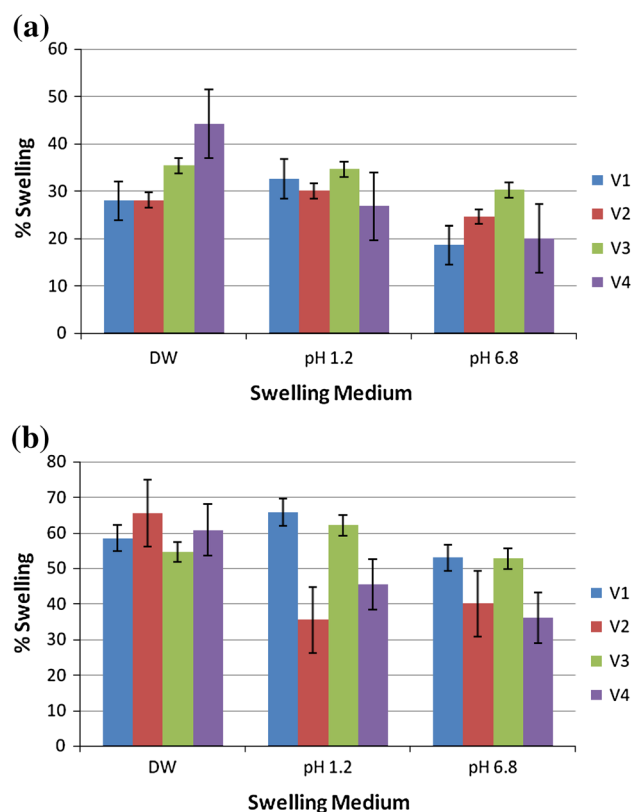 (a)
60
50
40
30
20
10
0
% Swelling
DW
pH 1.2
pH 6.8
Swelling Medium
V1
V2
V3
V4
(b)
80
70
60
50
40
30
20
10
0
% Swelling
DW
pH 1.2
pH 6.8
Swelling Medium
V1
V2
V3
V4